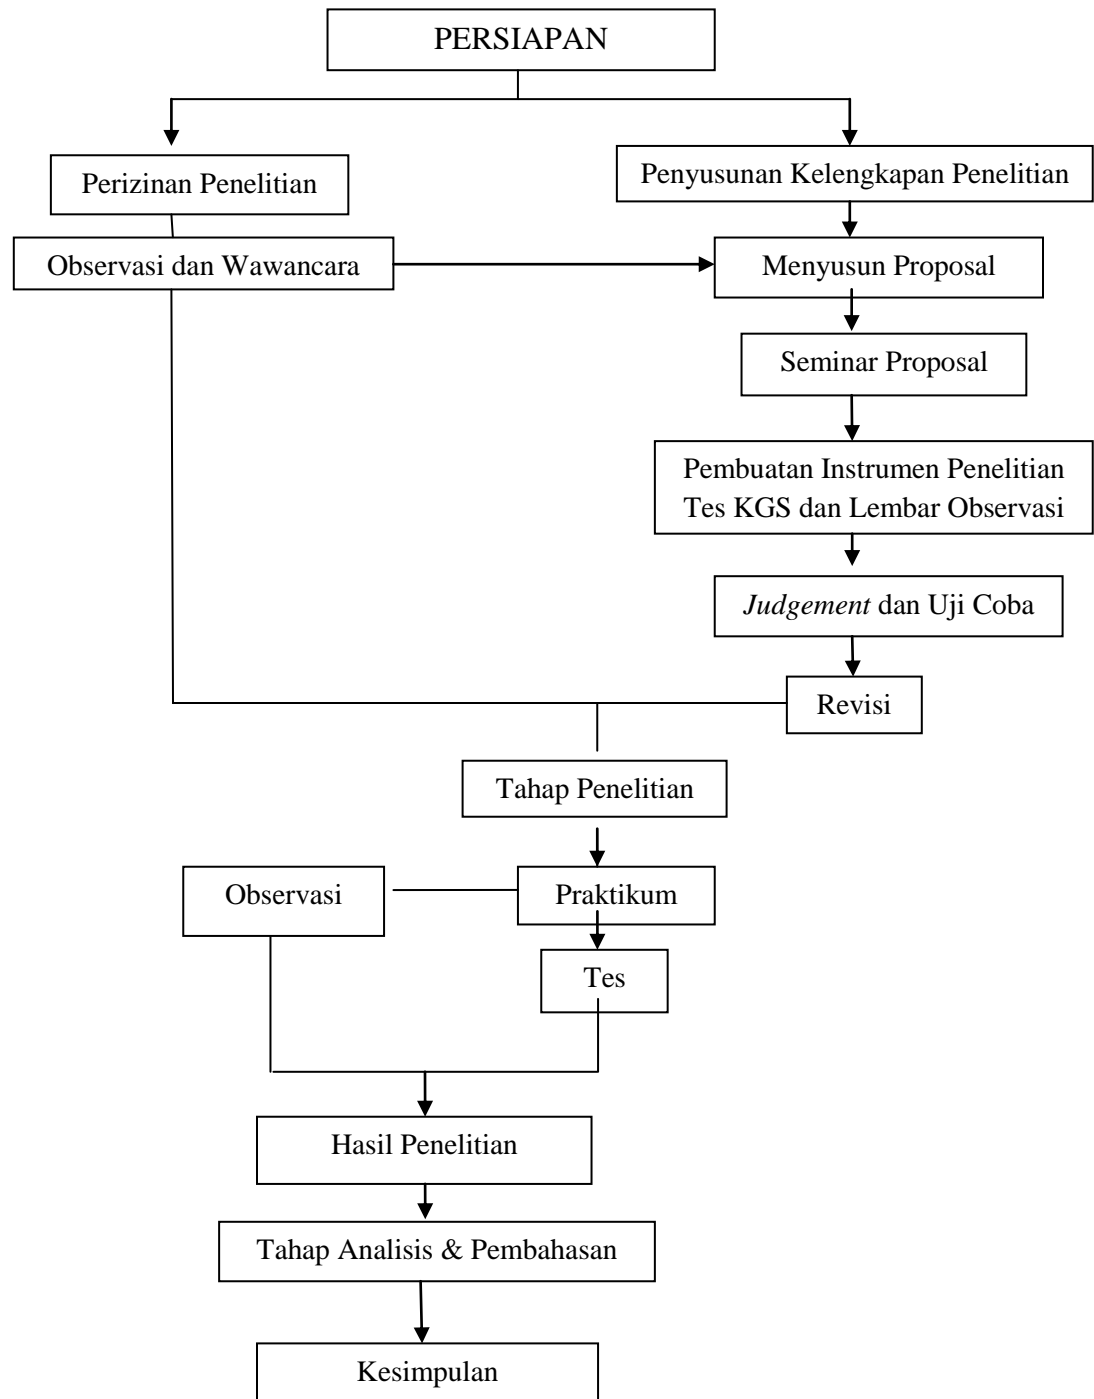 PERSIAPAN
Perizinan Penelitian
Penyusunan Kelengkapan Penelitian
Observasi dan Wawancara
Menyusun Proposal
Seminar Proposal
Pembuatan Instrumen Penelitian
Tes KGS dan Lembar Observasi
Judgement dan Uji Coba
Revisi
Tahap Penelitian
Observasi
Praktikum
Tes
Hasil Penelitian
Tahap Analisis & Pembahasan
Kesimpulan